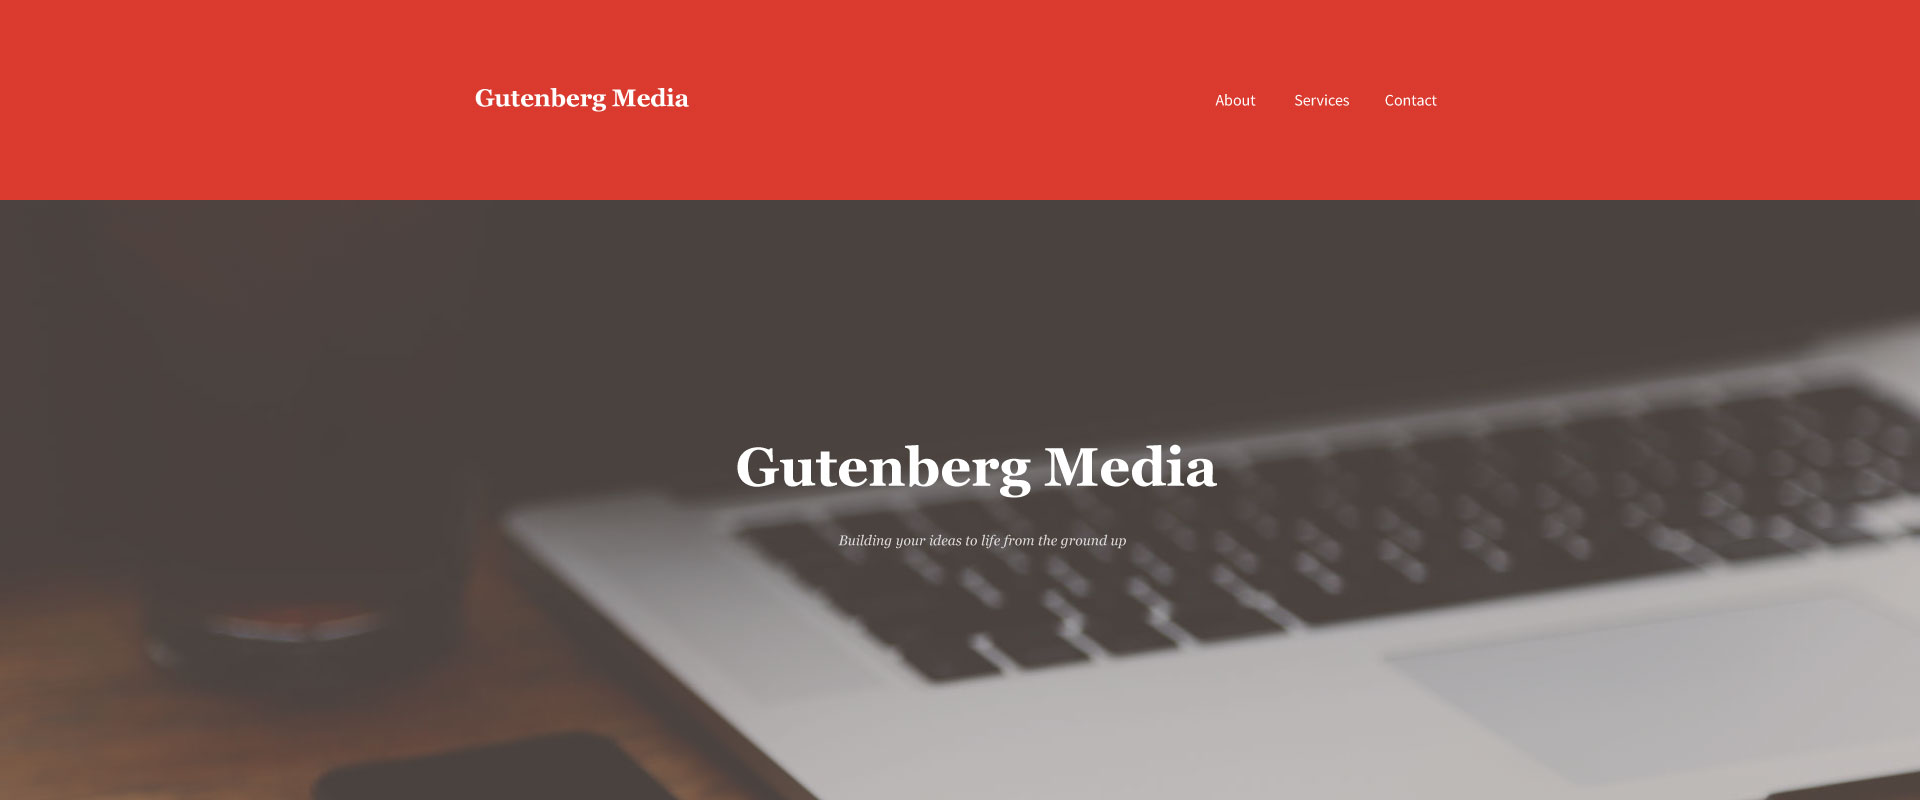 Gutenberg Media
About Services Contact
Gutenberg Media
Building your ideas to life from the ground up